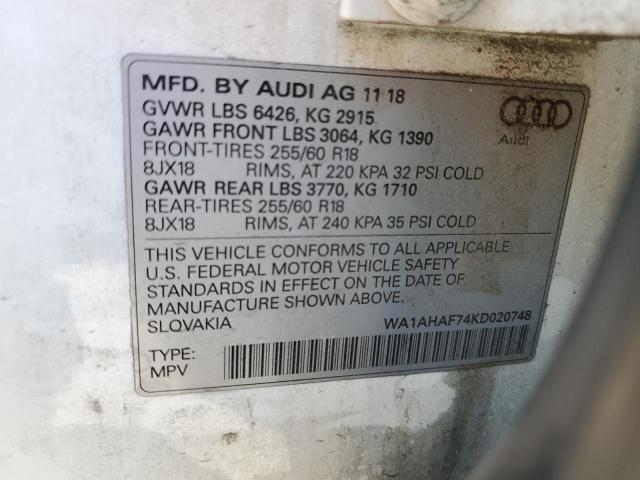 MFD. BY AUDI AG 11 18
GVWR LBS 6426, KG 2915
GAWR FRONT LBS 3064, KG 1390
FRONT-TIRES 255/60 R18
8JX18 RIMS, AT 220 KPA 32 PSI COLD
GAWR REAR LBS 3770, KG 1710
REAR-TIRES 255/60 R18
8JX18 RIMS, AT 240 KPA 35 PSI COLD
Audi
THIS VEHICLE CONFORMS TO ALL APPLICABLE
U.S. FEDERAL MOTOR VEHICLE SAFETY
STANDARDS IN EFFECT ON THE DATE OF
MANUFACTURE SHOWN ABOVE.
SLOVAKIA WA1AHAF74KD020748
TYPE:
MPV